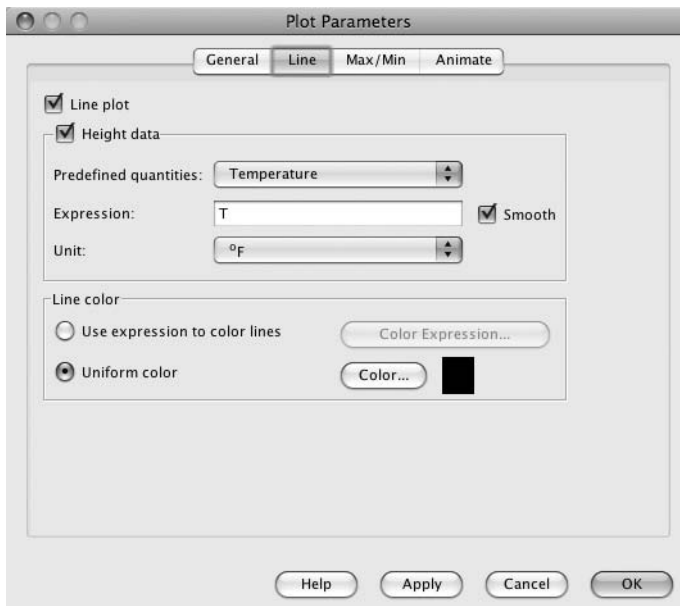 Plot Parameters
General Line Max/Min Animate
Line plot
Height data
Predefined quantities: Temperature
Expression: T Smooth
Unit: °F
Line color
Use expression to color lines Color Expression...
Uniform color Color...
Help Apply Cancel OK